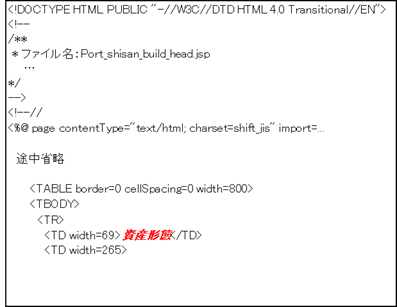 <!DOCTYPE HTML PUBLIC "-//W3C//DTD HTML 4.0 Transitional//EN">
<!--
/**
* ファイル名：Port_shisan_build_head.jsp
…
*/
-->
<!--//
<%@ page contentType="text/html; charset=shift_jis" import=...
途中省略
<TABLE border=0 cellSpacing=0 width=800>
<TBODY>
<TR>
<TD width=69>資産形態</TD>
<TD width=265>